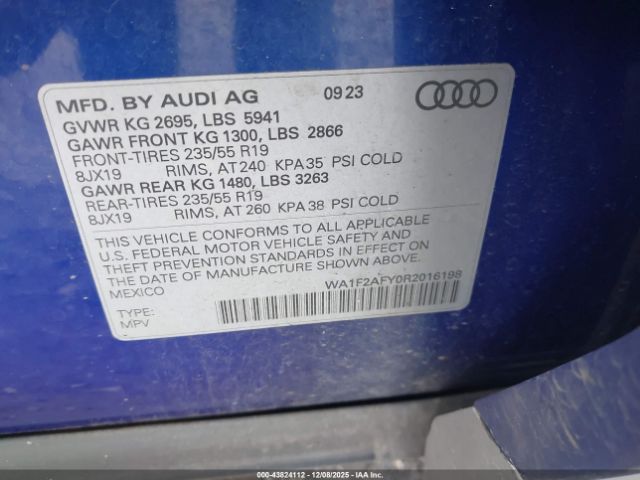 MFD. BY AUDI AG 09 23
GVWR KG 2695, LBS 5941
GAWR FRONT KG 1300, LBS 2866
FRONT-TIRES 235/55 R19
8JX19 RIMS, AT 240 KPA 35 PSI COLD
GAWR REAR KG 1480, LBS 3263
REAR-TIRES 235/55 R19
8JX19 RIMS, AT 260 KPA 38 PSI COLD
THIS VEHICLE CONFORMS TO ALL APPLICABLE
U.S. FEDERAL MOTOR VEHICLE SAFETY AND
THEFT PREVENTION STANDARDS IN EFFECT ON
THE DATE OF MANUFACTURE SHOWN ABOVE.
MEXICO
WA1F2AFY0R2016198
TYPE:
MPV
000-43824112 | 12/08/2025 - IAAI.com